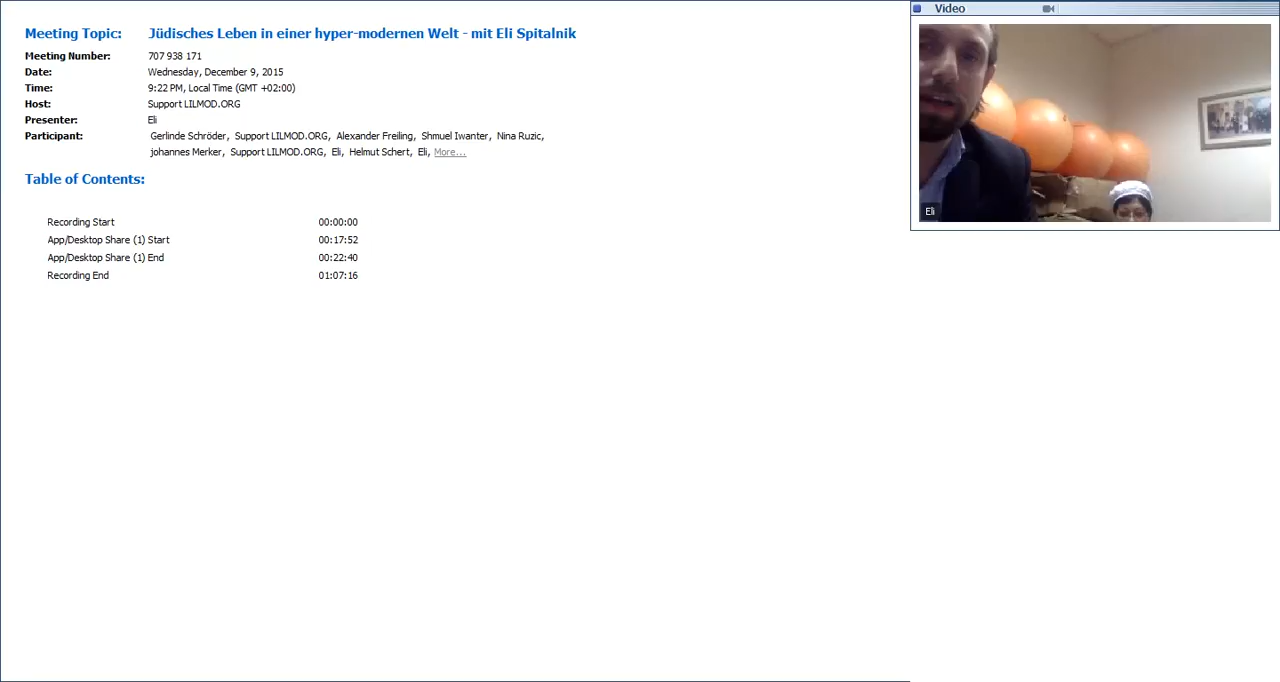 Meeting Topic: Jüdisches Leben in einer hyper-modernen Welt - mit Eli Spitalnik
Meeting Number: 707 938 171
Date: Wednesday, December 9, 2015
Time: 9:22 PM, Local Time (GMT +02:00)
Host: Support LILMOD.ORG
Presenter: Eli
Participant: Gerlinde Schröder, Support LILMOD.ORG, Alexander Freiling, Shmuel Iwanter, Nina Ruzic,
johannes Merker, Support LILMOD.ORG, Eli, Helmut Schert, Eli, More...
Table of Contents:
Recording Start 00:00:00
App/Desktop Share (1) Start 00:17:52
App/Desktop Share (1) End 00:22:40
Recording End 01:07:16
Video
Eli